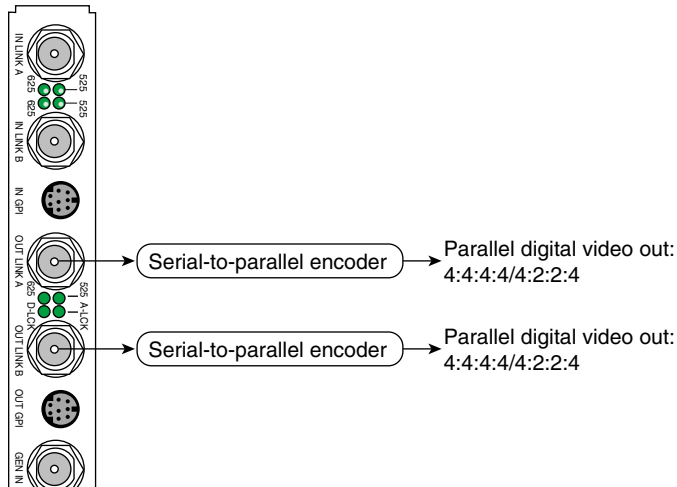 IN LINK A
625 525
625 525
IN LINK B
IN GPI
OUT LINK A
Serial-to-parallel encoder
Parallel digital video out:
4:4:4:4/4:2:2:4
625 525
D-LCK A-LCK
OUT LINK B
Serial-to-parallel encoder
Parallel digital video out:
4:4:4:4/4:2:2:4
OUT GPI
GEN IN